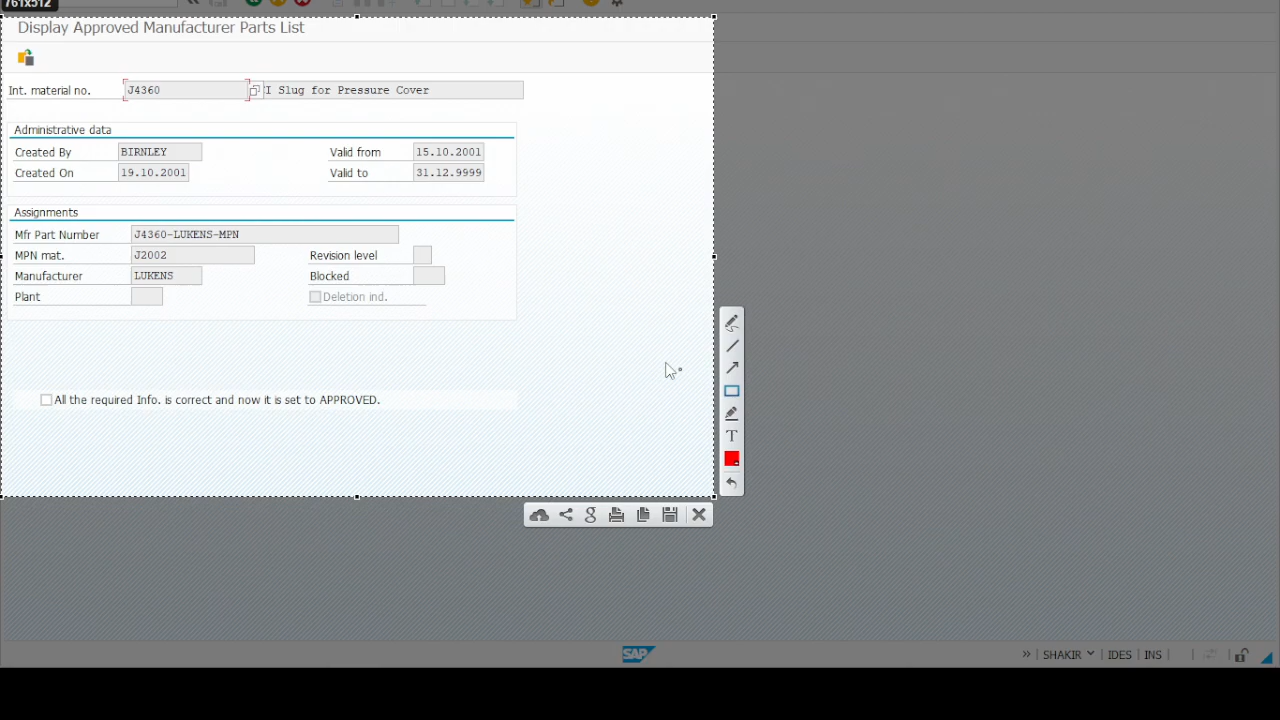 761x512
Display Approved Manufacturer Parts List
Int. material no. J4360 I Slug for Pressure Cover
Administrative data
Created By BIRNLEY Valid from 15.10.2001
Created On 19.10.2001 Valid to 31.12.9999
Assignments
Mfr Part Number J4360-LUKENS-MPN
MPN mat. J2002 Revision level
Manufacturer LUKENS Blocked
Plant Deletion ind.
All the required Info. is correct and now it is set to APPROVED.
T
g
SAP
SHAKIR IDES INS